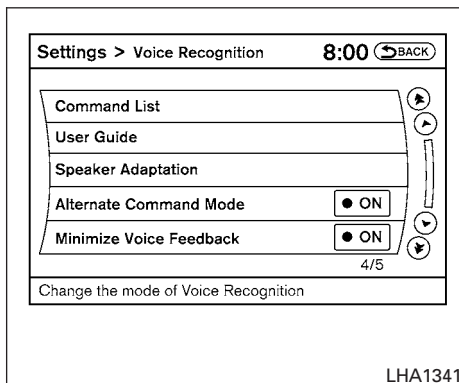 Settings > Voice Recognition 8:00 BACK
Command List
User Guide
Speaker Adaptation
Alternate Command Mode ON
Minimize Voice Feedback ON
4/5
Change the mode of Voice Recognition
LHA1341